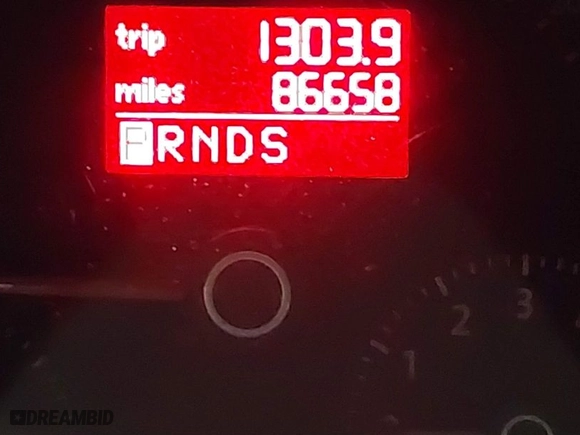 trip 1303.9
miles 86658
PRNDS
1 2 3
DREAMBID